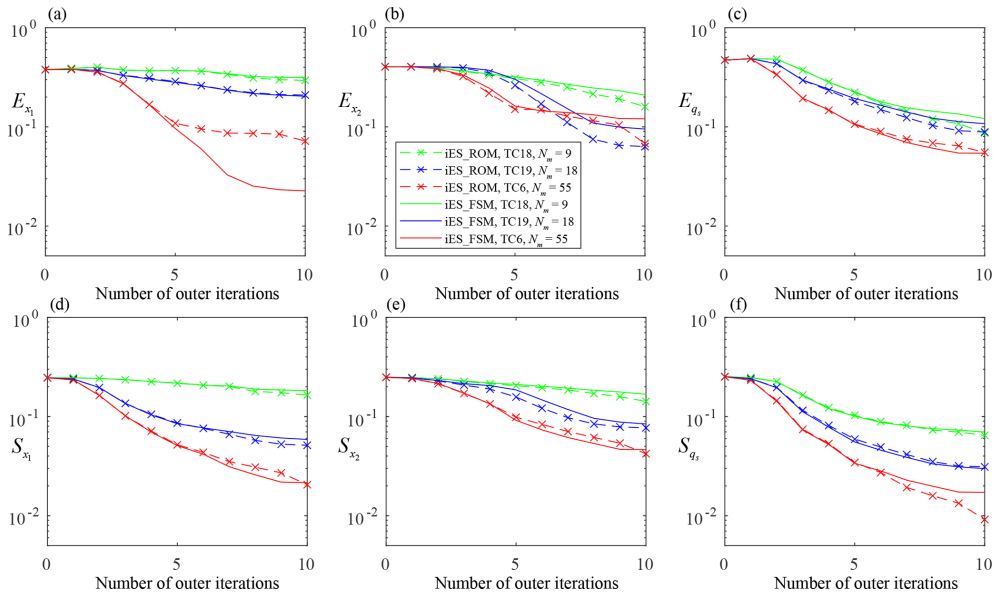 (a)
10^0
10^-1
10^-2
E_{x_1}
0 5 10
Number of outer iterations
(b)
10^0
10^-1
10^-2
E_{x_2}
iES_ROM, TC18, N_m = 9
iES_ROM, TC19, N_m = 18
iES_ROM, TC6, N_m = 55
iES_FSM, TC18, N_m = 9
iES_FSM, TC19, N_m = 18
iES_FSM, TC6, N_m = 55
0 5 10
Number of outer iterations
(c)
10^0
10^-1
10^-2
E_{q_s}
0 5 10
Number of outer iterations
(d)
10^0
10^-1
10^-2
S_{x_1}
0 5 10
Number of outer iterations
(e)
10^0
10^-1
10^-2
S_{x_2}
0 5 10
Number of outer iterations
(f)
10^0
10^-1
10^-2
S_{q_s}
0 5 10
Number of outer iterations